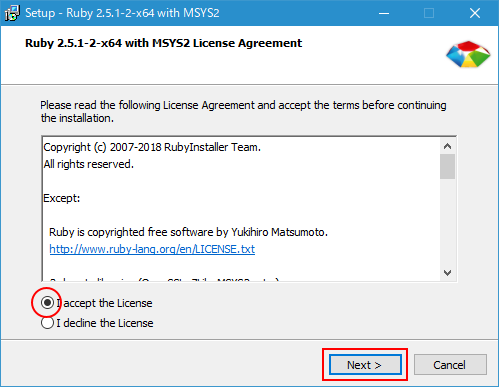 Setup - Ruby 2.5.1-2-x64 with MSYS2
Ruby 2.5.1-2-x64 with MSYS2 License Agreement
Please read the following License Agreement and accept the terms before continuing
the installation.
Copyright (c) 2007-2018 RubyInstaller Team.
All rights reserved.
Except:
Ruby is copyrighted free software by Yukihiro Matsumoto.
http://www.ruby-lang.org/en/LICENSE.txt
I accept the License
I decline the License
Next >
Cancel